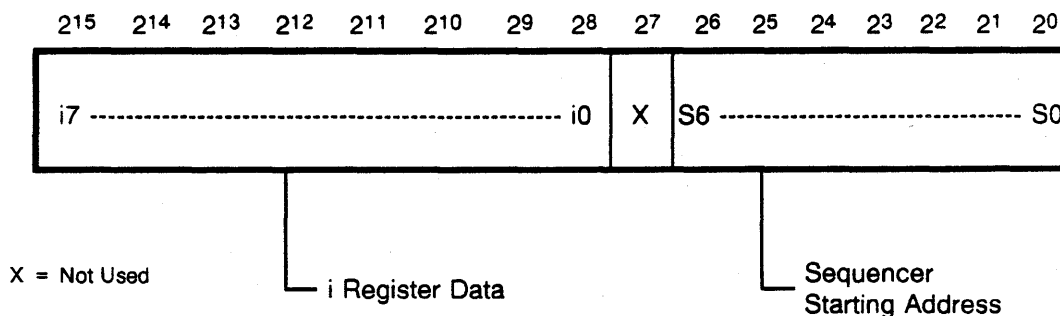 2¹⁵ 2¹⁴ 2¹³ 2¹² 2¹¹ 2¹⁰ 2⁹ 2⁸ 2⁷ 2⁶ 2⁵ 2⁴ 2³ 2² 2¹ 2⁰
i7 ---------- i0 X S6 ---------- S0
X = Not Used
i Register Data
Sequencer
Starting Address